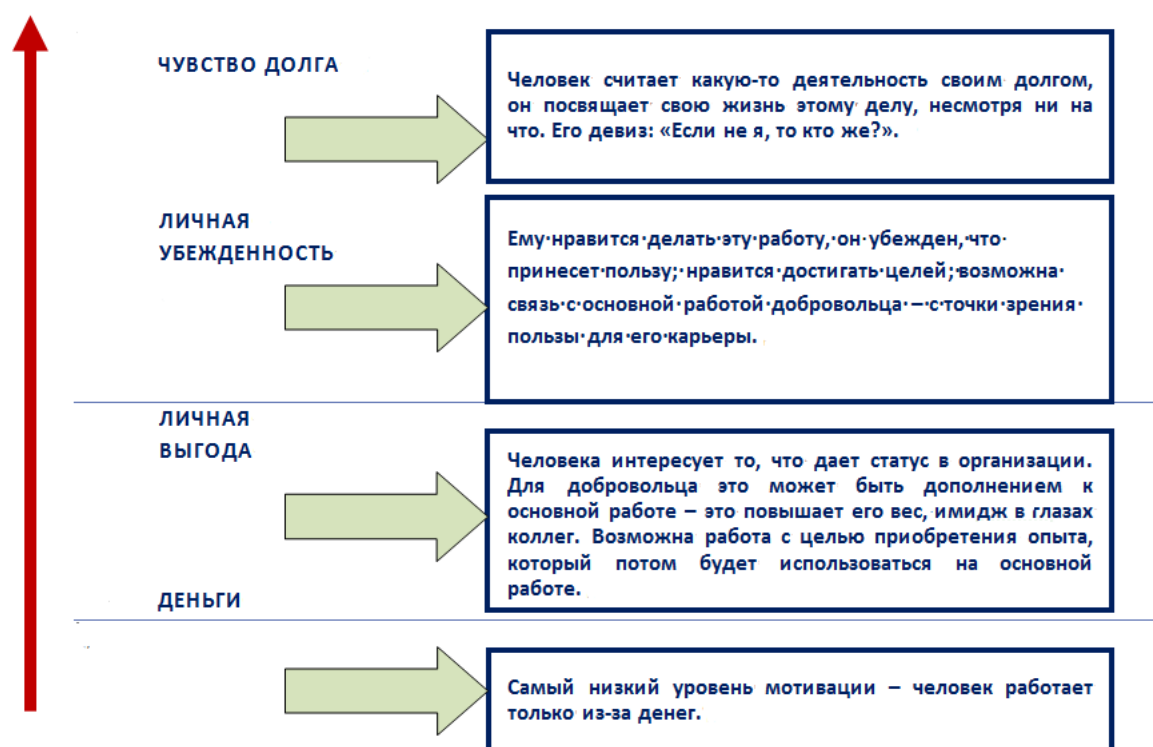 ЧУВСТВО ДОЛГА
Человек считает какую-то деятельность своим долгом,
он посвящает свою жизнь этому делу, несмотря ни на
что. Его девиз: «Если не я, то кто же?».
ЛИЧНАЯ
УБЕЖДЕННОСТЬ
Ему·нравится·делать·эту·работу,·он·убежден,·что·
принесет·пользу;·нравится·достигать·целей;·возможна·
связь·с·основной·работой·добровольца·–·с·точки·зрения·
пользы·для·его·карьеры.
ЛИЧНАЯ
ВЫГОДА
Человека интересует то, что дает статус в организации.
Для добровольца это может быть дополнением к
основной работе – это повышает его вес, имидж в глазах
коллег. Возможна работа с целью приобретения опыта,
который потом будет использоваться на основной
работе.
ДЕНЬГИ
Самый низкий уровень мотивации – человек работает
только из-за денег.